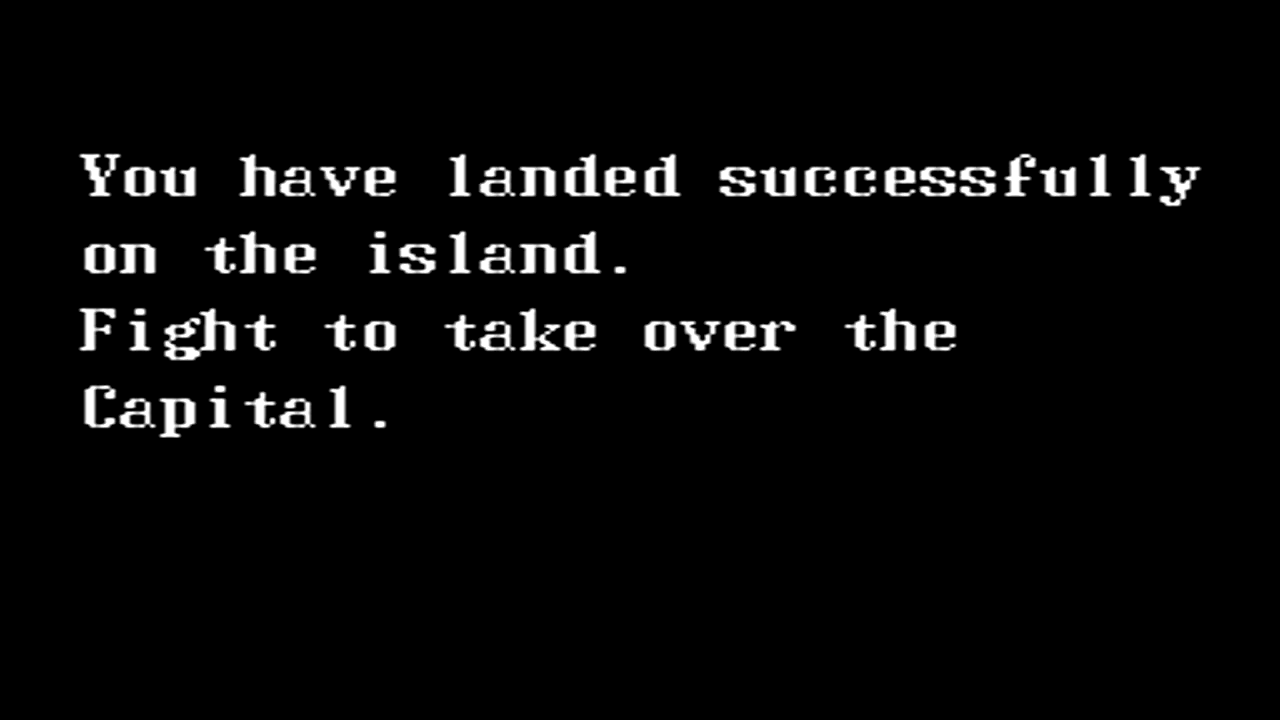 You have landed successfully
on the island.
Fight to take over the
Capital.